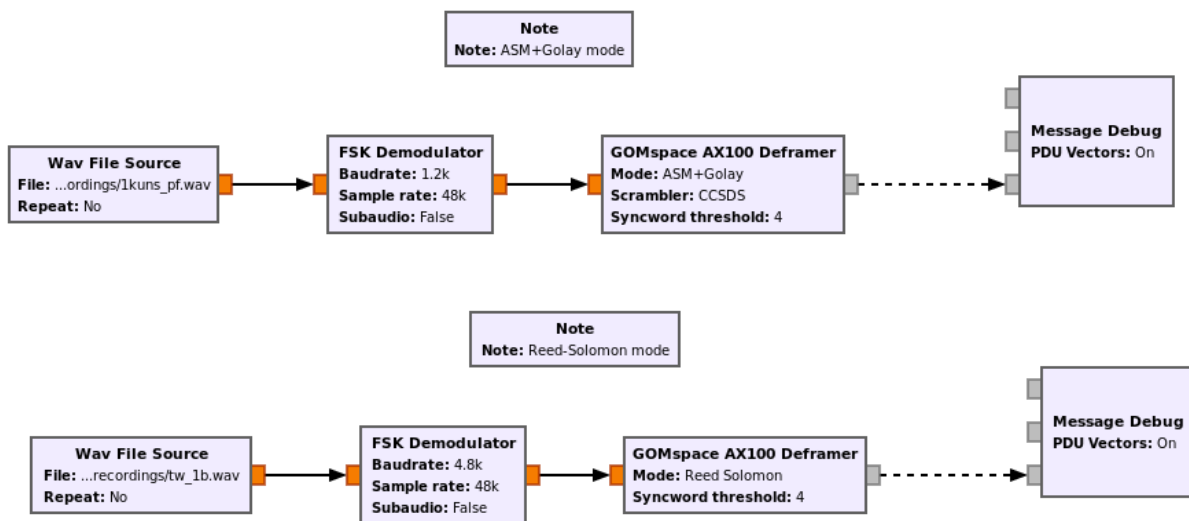 Note
Note: ASM+Golay mode
Wav File Source
File: ...ordings/1kuns_pf.wav
Repeat: No
FSK Demodulator
Baudrate: 1.2k
Sample rate: 48k
Subaudio: False
GOMspace AX100 Deframer
Mode: ASM+Golay
Scrambler: CCSDS
Syncword threshold: 4
Message Debug
PDU Vectors: On
Note
Note: Reed-Solomon mode
Wav File Source
File: ...recordings/tw_1b.wav
Repeat: No
FSK Demodulator
Baudrate: 4.8k
Sample rate: 48k
Subaudio: False
GOMspace AX100 Deframer
Mode: Reed Solomon
Syncword threshold: 4
Message Debug
PDU Vectors: On